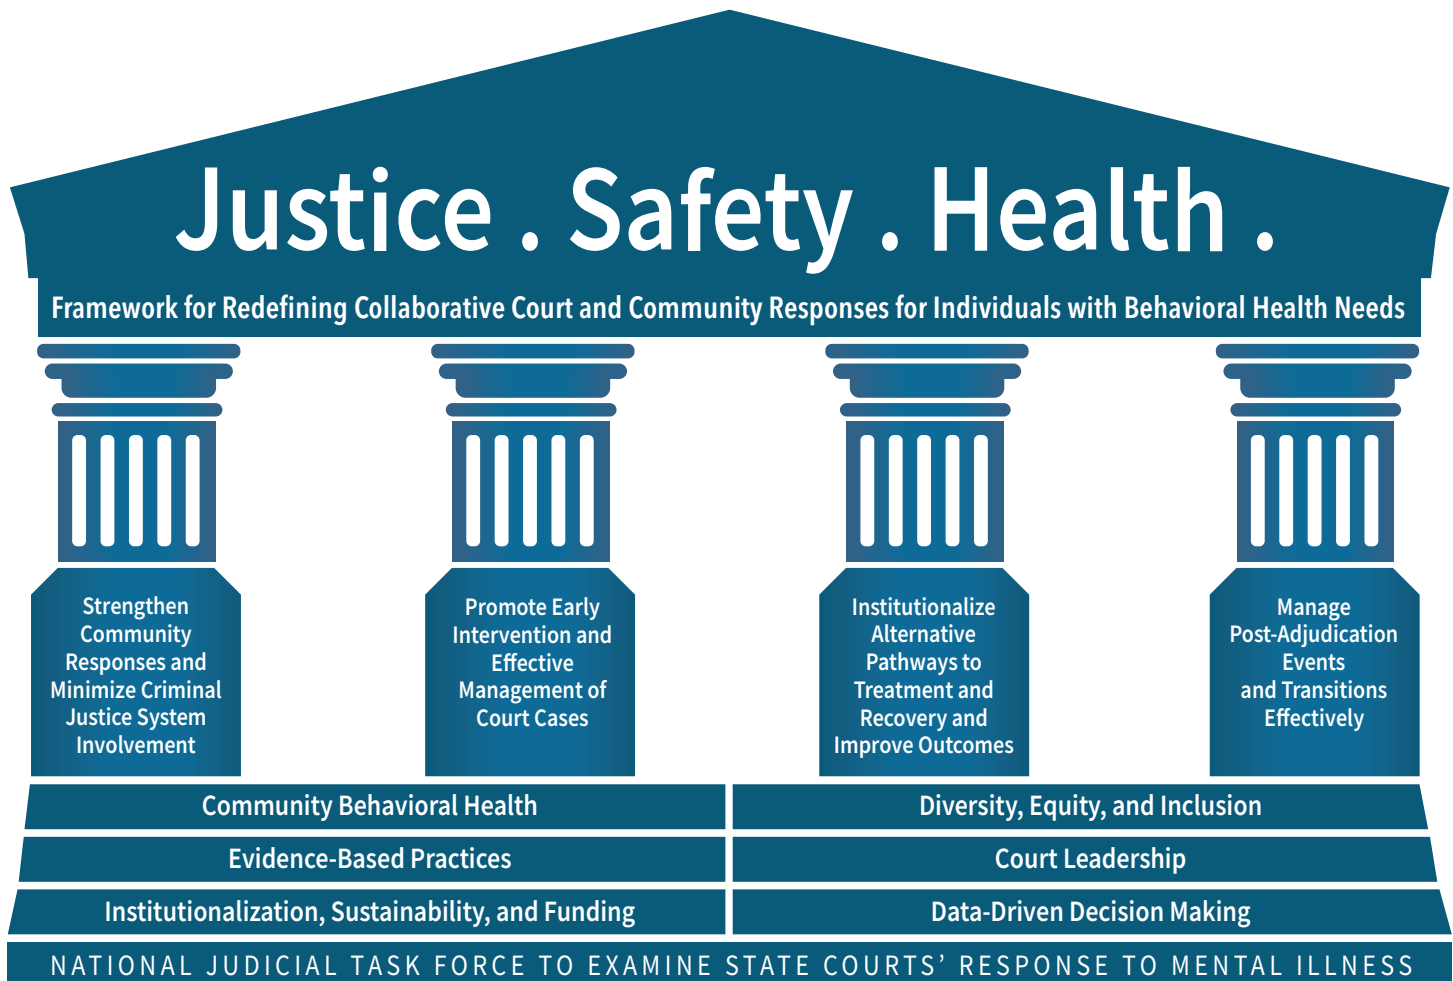 Justice . Safety . Health .
Framework for Redefining Collaborative Court and Community Responses for Individuals with Behavioral Health Needs
Strengthen
Community
Responses and
Minimize Criminal
Justice System
Involvement
Promote Early
Intervention and
Effective
Management of
Court Cases
Institutionalize
Alternative
Pathways to
Treatment and
Recovery and
Improve Outcomes
Manage
Post-Adjudication
Events
and Transitions
Effectively
Community Behavioral Health
Diversity, Equity, and Inclusion
Evidence-Based Practices
Court Leadership
Institutionalization, Sustainability, and Funding
Data-Driven Decision Making
NATIONAL JUDICIAL TASK FORCE TO EXAMINE STATE COURTS’ RESPONSE TO MENTAL ILLNESS